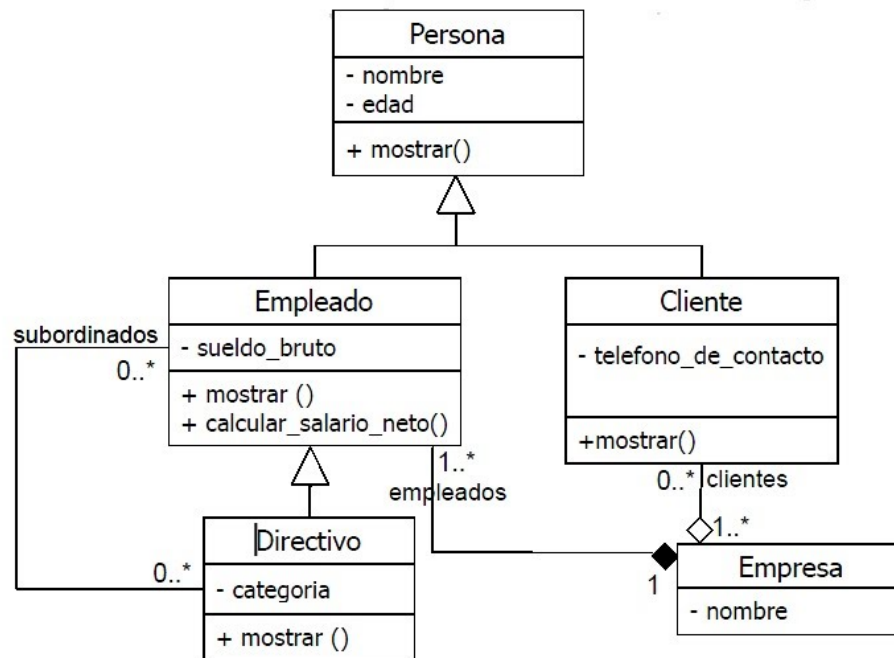 Persona
- nombre
- edad
+ mostrar()
Empleado
- sueldo_bruto
+ mostrar ()
+ calcular_salario_neto()
Cliente
- telefono_de_contacto
+mostrar()
subordinados
0..*
1..*
empleados
0..* clientes
1..*
Directivo
- categoria
+ mostrar ()
0..*
1
Empresa
- nombre